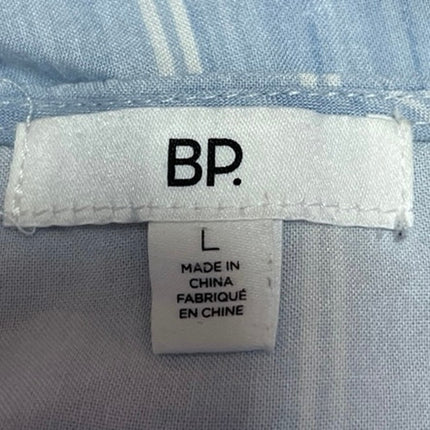 BP.
L
MADE IN
CHINA
FABRIQUÉ
EN CHINE